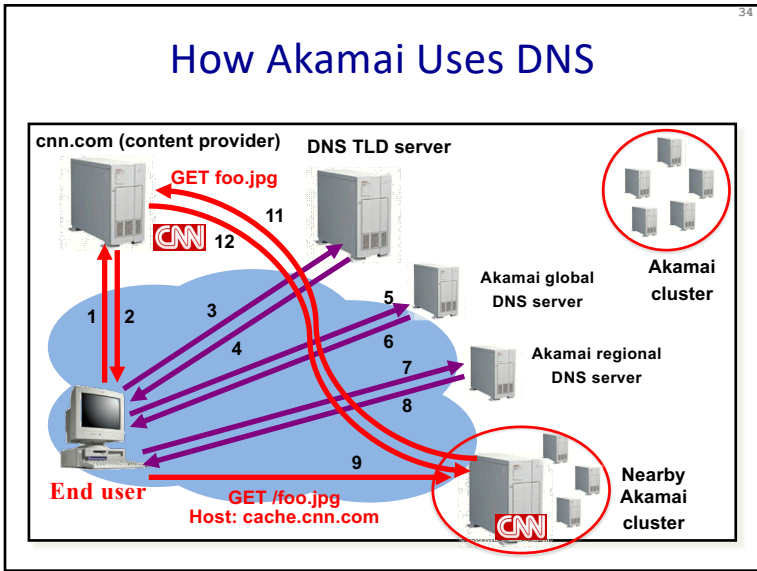 34
How Akamai Uses DNS
cnn.com (content provider)
DNS TLD server
GET foo.jpg
11
CNN
12
Akamai
cluster
Akamai global
DNS server
1
2
3
4
5
6
Akamai regional
DNS server
7
8
9
End user
GET /foo.jpg
Host: cache.cnn.com
CNN
Nearby
Akamai
cluster